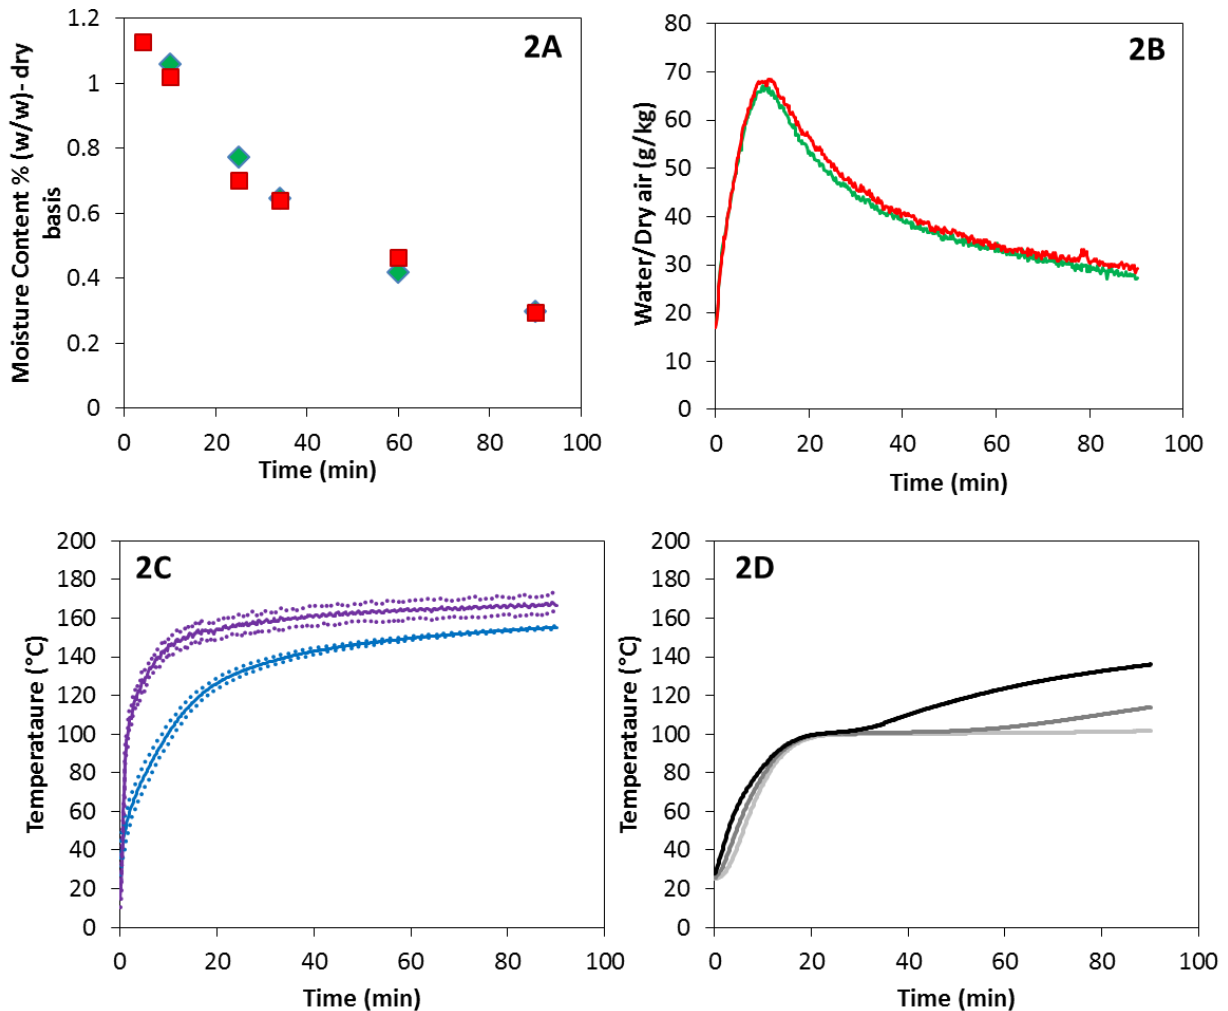 2A
Moisture Content % (w/w)- dry
basis
1.2
1
0.8
0.6
0.4
0.2
0
0 20 40 60 80 100
Time (min)
2B
Water/Dry air (g/kg)
80
70
60
50
40
30
20
10
0
0 20 40 60 80 100
Time (min)
2C
Temperataure (°C)
200
180
160
140
120
100
80
60
40
20
0
0 20 40 60 80 100
Time (min)
2D
Temperataure (°C)
200
180
160
140
120
100
80
60
40
20
0
0 20 40 60 80 100
Time (min)